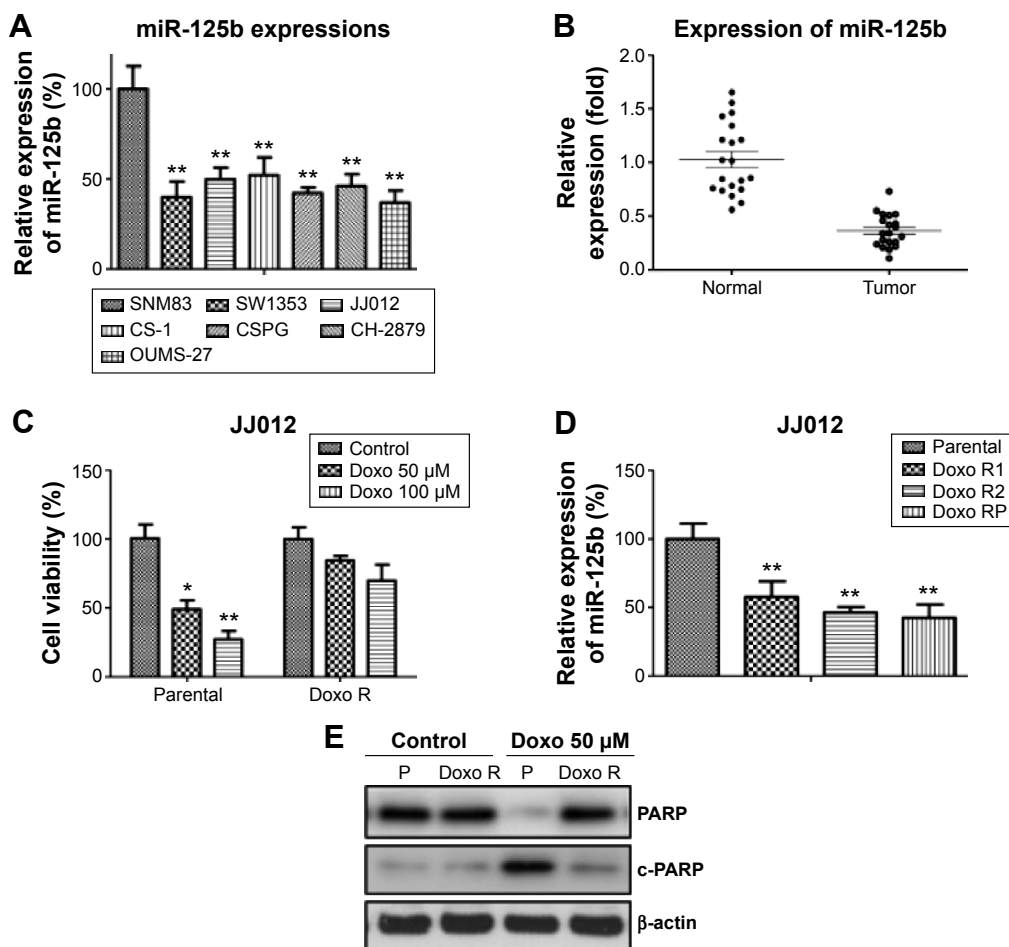 A
miR-125b expressions
Relative expression
of miR-125b (%)
100
50
0
**
**
**
**
**
**
SNM83
SW1353
JJ012
CS-1
CSPG
CH-2879
OUMS-27
B
Expression of miR-125b
Relative
expression (fold)
2.0
1.5
1.0
0.5
0.0
Normal
Tumor
C
JJ012
Control
Doxo 50 µM
Doxo 100 µM
Cell viability (%)
150
100
50
0
*
**
Parental
Doxo R
D
JJ012
Parental
Doxo R1
Doxo R2
Doxo RP
Relative expression
of miR-125b (%)
150
100
50
0
**
**
**
E
Control
Doxo 50 µM
P
Doxo R
P
Doxo R
PARP
c-PARP
β-actin